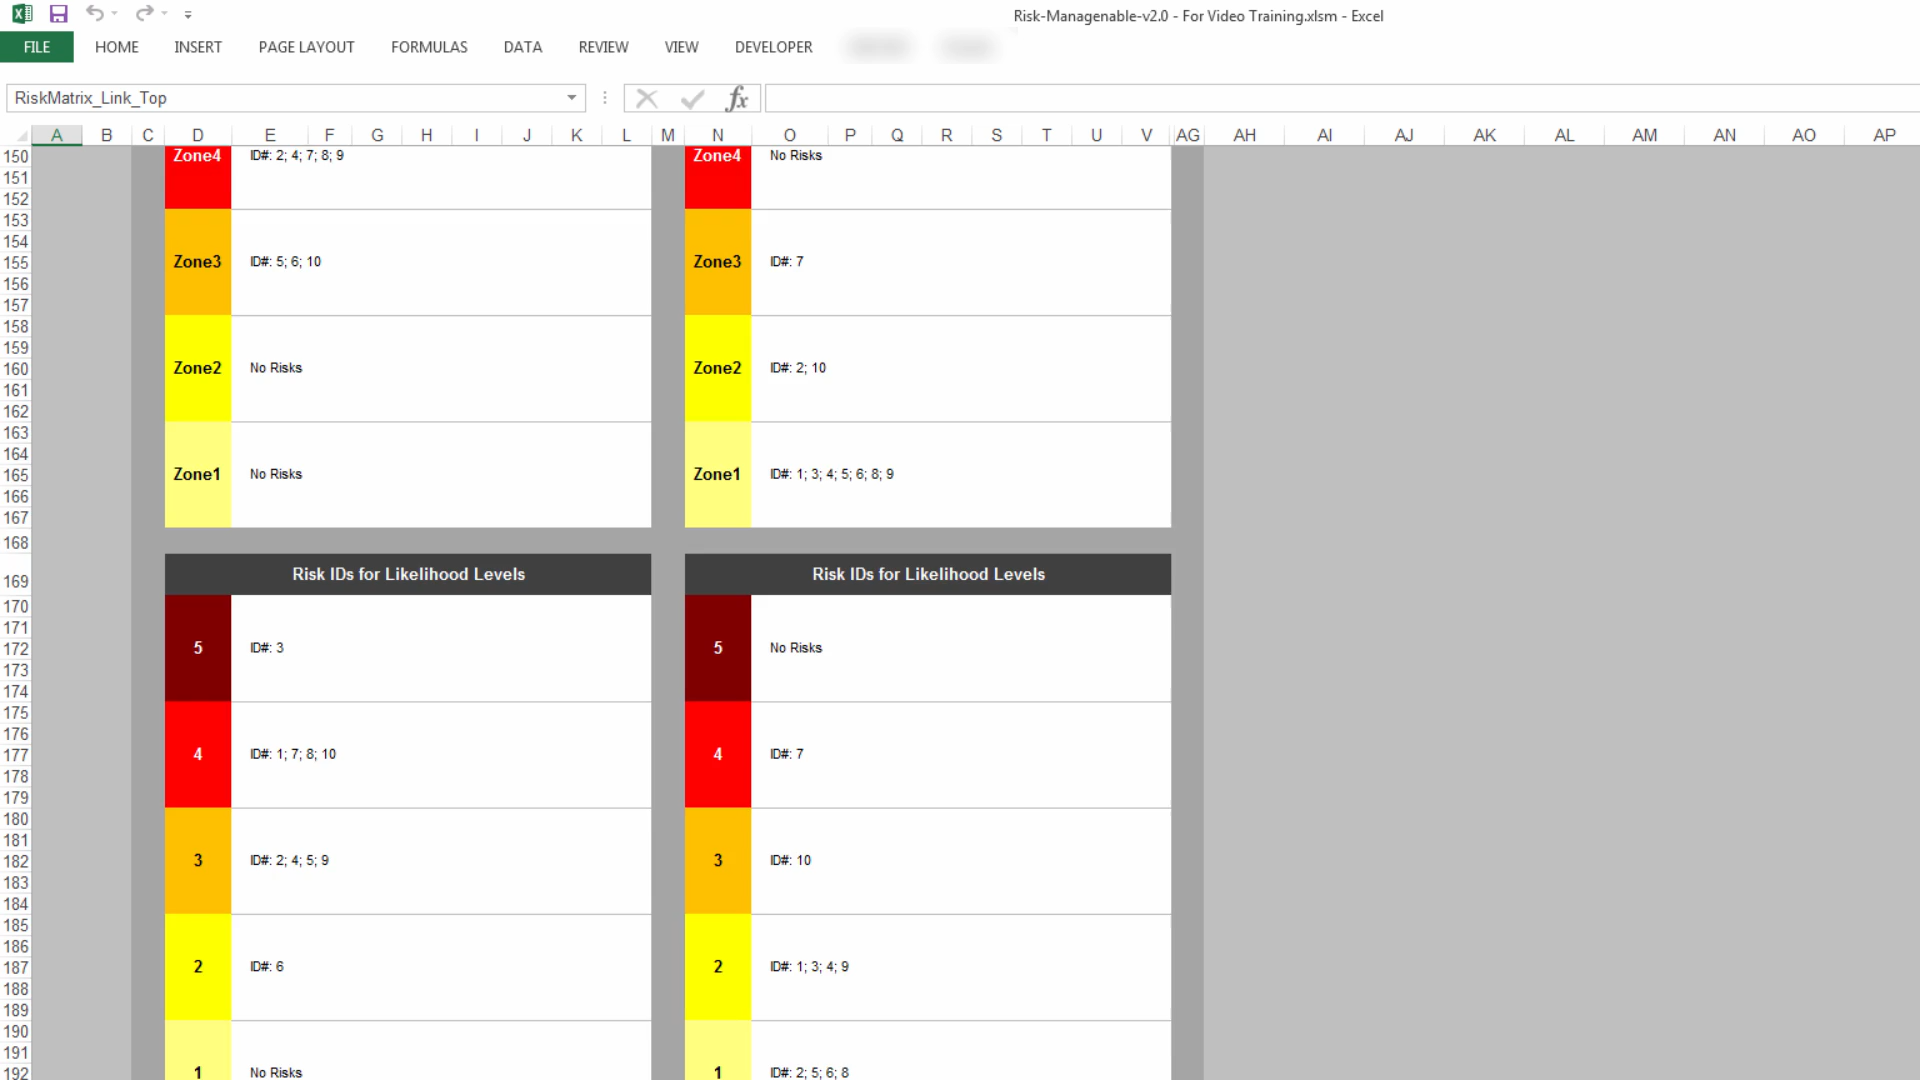 Risk-Managenable-v2.0 - For Video Training.xlsm - Excel
FILE HOME INSERT PAGE LAYOUT FORMULAS DATA REVIEW VIEW DEVELOPER
RiskMatrix_Link_Top fx
A B C D E F G H I J K L M N O P Q R S T U V AG AH AI AJ AK AL AM AN AO AP
150 Zone4 ID#: 2; 4; 7; 8; 9 Zone4 No Risks
151
152
153
154
155 Zone3 ID#: 5; 6; 10 Zone3 ID#: 7
156
157
158
159
160 Zone2 No Risks Zone2 ID#: 2; 10
161
162
163
164
165 Zone1 No Risks Zone1 ID#: 1; 3; 4; 5; 6; 8; 9
166
167
168
169 Risk IDs for Likelihood Levels Risk IDs for Likelihood Levels
170
171
172 5 ID#: 3 5 No Risks
173
174
175
176
177 4 ID#: 1; 7; 8; 10 4 ID#: 7
178
179
180
181
182 3 ID#: 2; 4; 5; 9 3 ID#: 10
183
184
185
186
187 2 ID#: 6 2 ID#: 1; 3; 4; 9
188
189
190
191
192 1 No Risks 1 ID#: 2; 5; 6; 8